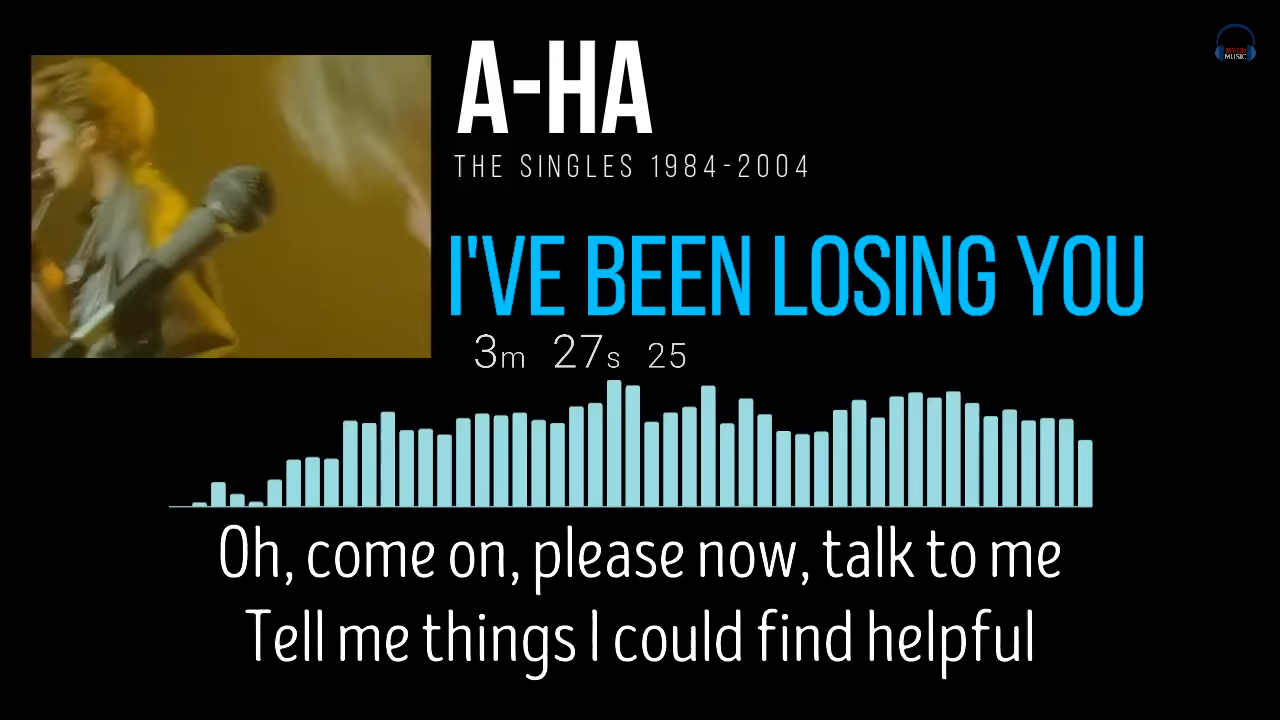 A-HA
THE SINGLES 1984-2004
I'VE BEEN LOSING YOU
3m 27s 25
Oh, come on, please now, talk to me
Tell me things I could find helpful
MUSIC